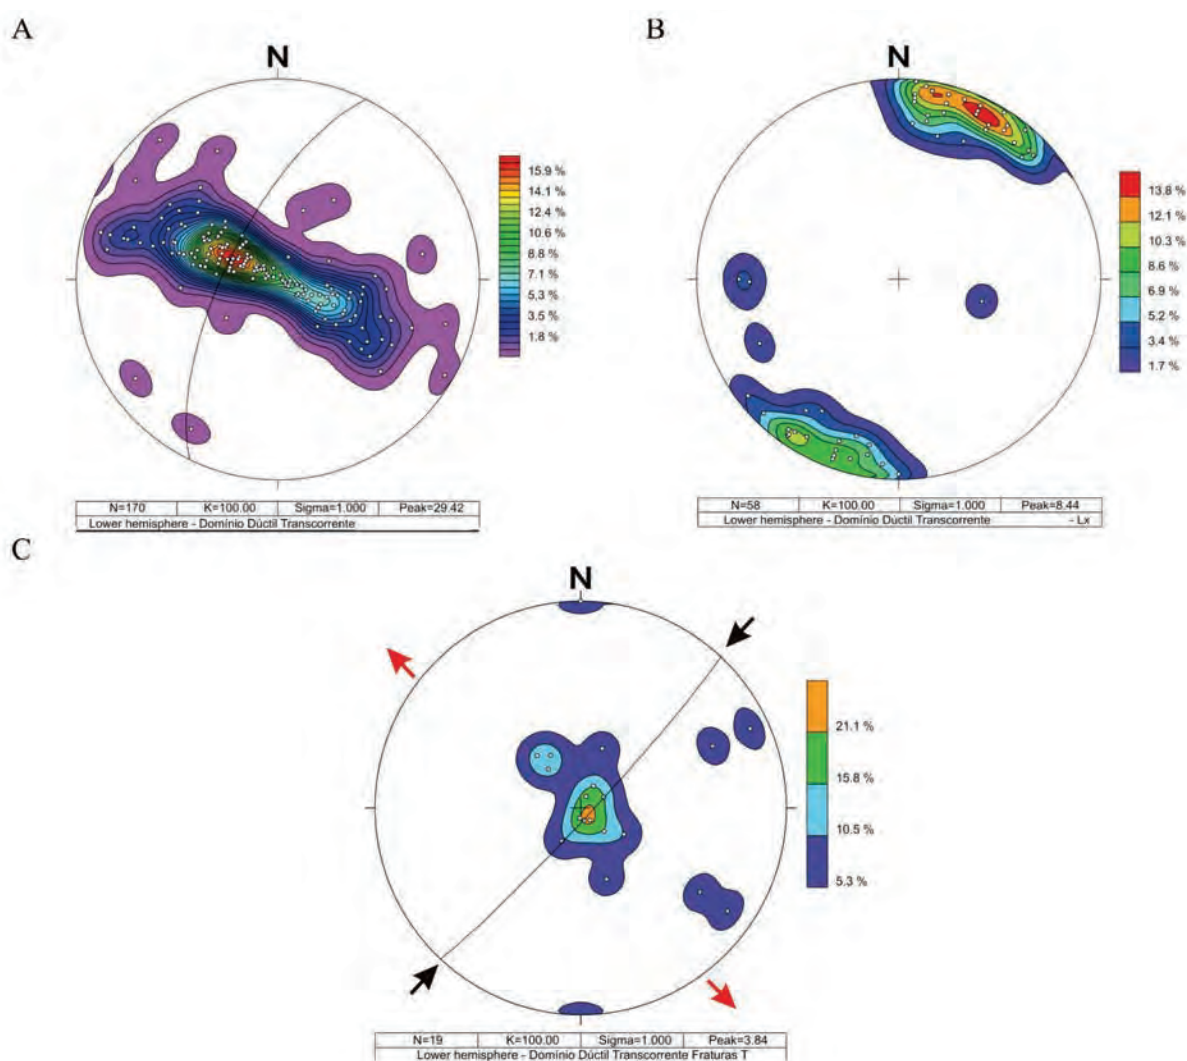 A
N
15.9 %
14.1 %
12.4 %
10.6 %
8.8 %
7.1 %
5.3 %
3.5 %
1.8 %
N=170 K=100.00 Sigma=1.000 Peak=29.42
Lower hemisphere - Domínio Dúctil Transcorrente
B
N
13.8 %
12.1 %
10.3 %
8.6 %
6.9 %
5.2 %
3.4 %
1.7 %
N=58 K=100.00 Sigma=1.000 Peak=8.44
Lower hemisphere - Domínio Dúctil Transcorrente - Lx
C
N
21.1 %
15.8 %
10.5 %
5.3 %
N=19 K=100.00 Sigma=1.000 Peak=3.84
Lower hemisphere - Domínio Dúctil Transcorrente Fraturas T